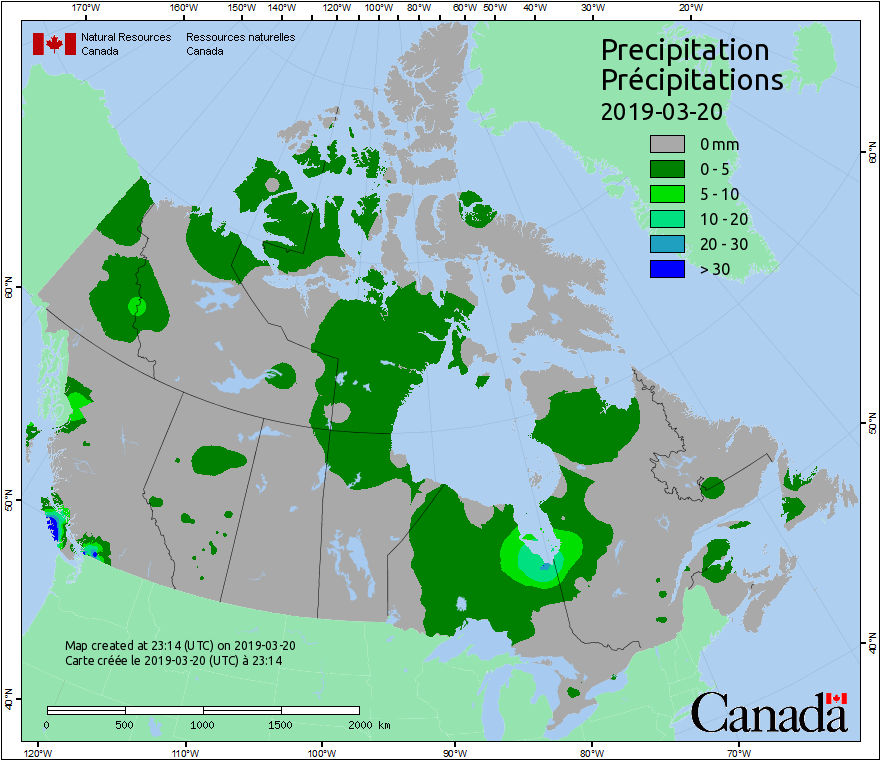 170°W 160°W 150°W 140°W 120°W 100°W 80°W 60°W 50°W 40°W 30°W 20°W
Natural Resources Ressources naturelles
Canada Canada
Precipitation
Précipitations
2019-03-20
0 mm
0 - 5
5 - 10
10 - 20
20 - 30
> 30
60°N
60°N
50°N
50°N
40°N
40°N
Map created at 23:14 (UTC) on 2019-03-20
Carte créée le 2019-03-20 (UTC) à 23:14
0 500 1000 1500 2000 km
Canada
120°W 110°W 100°W 90°W 80°W 70°W